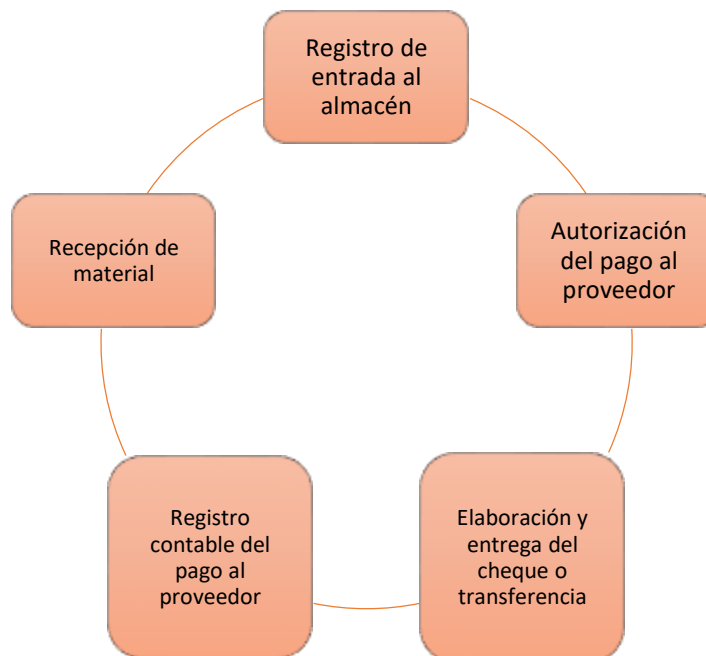 Registro de
entrada al
almacén
Autorización
del pago al
proveedor
Elaboración y
entrega del
cheque o
transferencia
Registro
contable del
pago al
proveedor
Recepción de
material